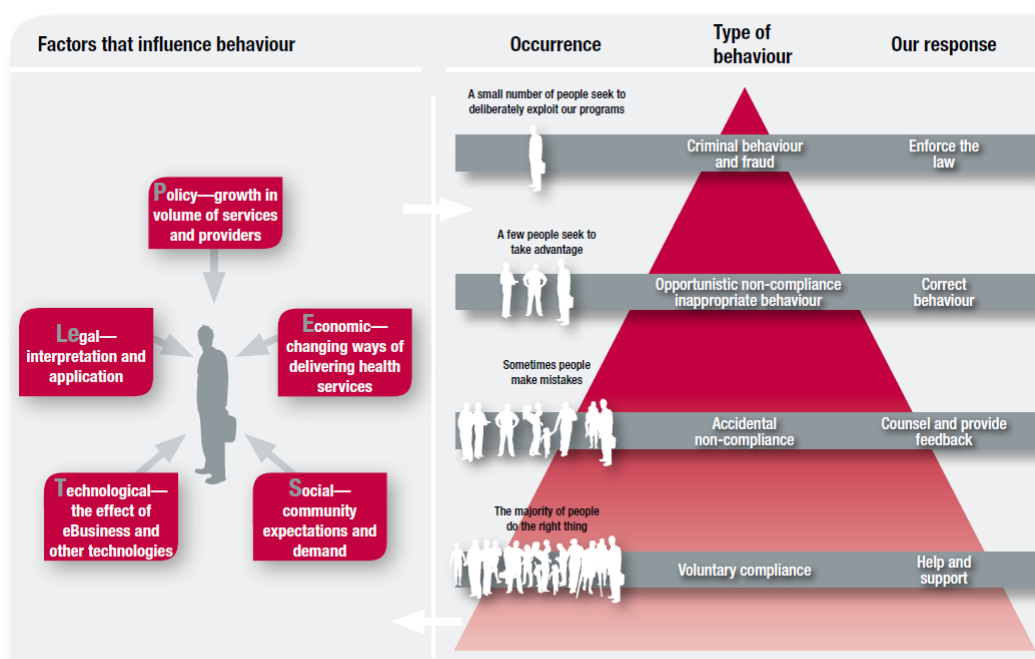 Factors that influence behaviour
Policy—growth in
volume of services
and providers
Legal—
interpretation and
application
Economic—
changing ways of
delivering health
services
Technological—
the effect of
eBusiness and
other technologies
Social—
community
expectations and
demand
Occurrence
Type of
behaviour
Our response
A small number of people seek to
deliberately exploit our programs
Criminal behaviour
and fraud
Enforce the
law
A few people seek to
take advantage
Opportunistic non-compliance
inappropriate behaviour
Correct
behaviour
Sometimes people
make mistakes
Accidental
non-compliance
Counsel and provide
feedback
The majority of people
do the right thing
Voluntary compliance
Help and
support